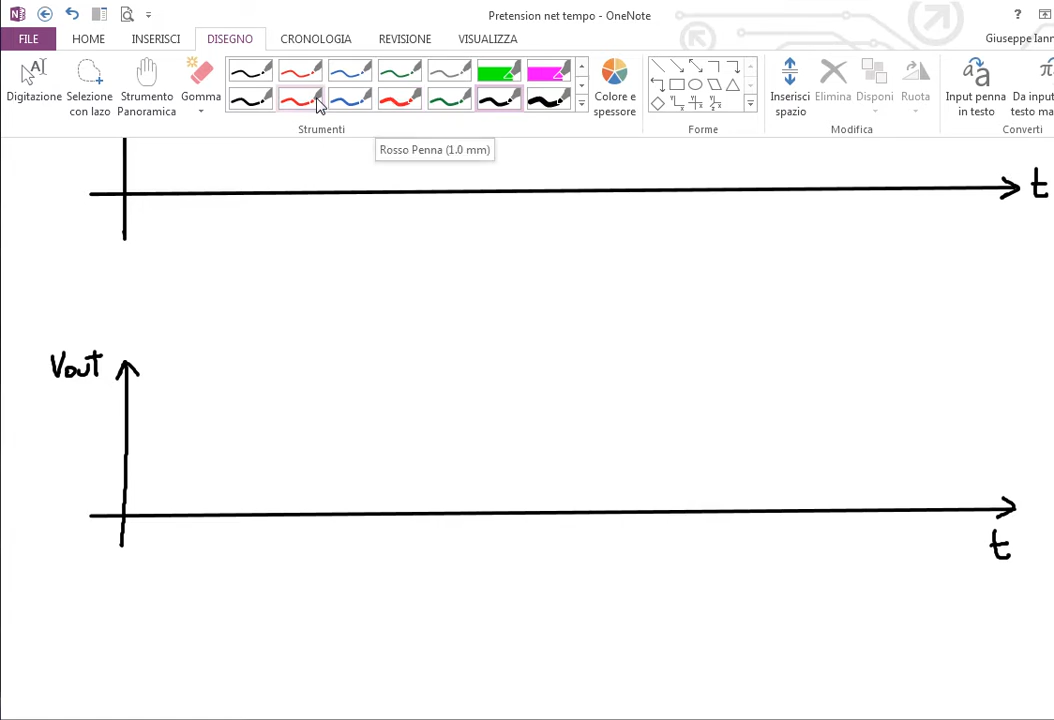 Pretension net tempo - OneNote
?
FILE HOME INSERISCI DISEGNO CRONOLOGIA REVISIONE VISUALIZZA Giuseppe Iann
Digitazione Selezione con lazo Strumento Panoramica Gomma Colore e spessore Inserisci spazio Elimina Disponi Ruota Input penna in testo Da input testo ma
Strumenti Forme Modifica Converti
Rosso Penna (1.0 mm)
t
Vout
t